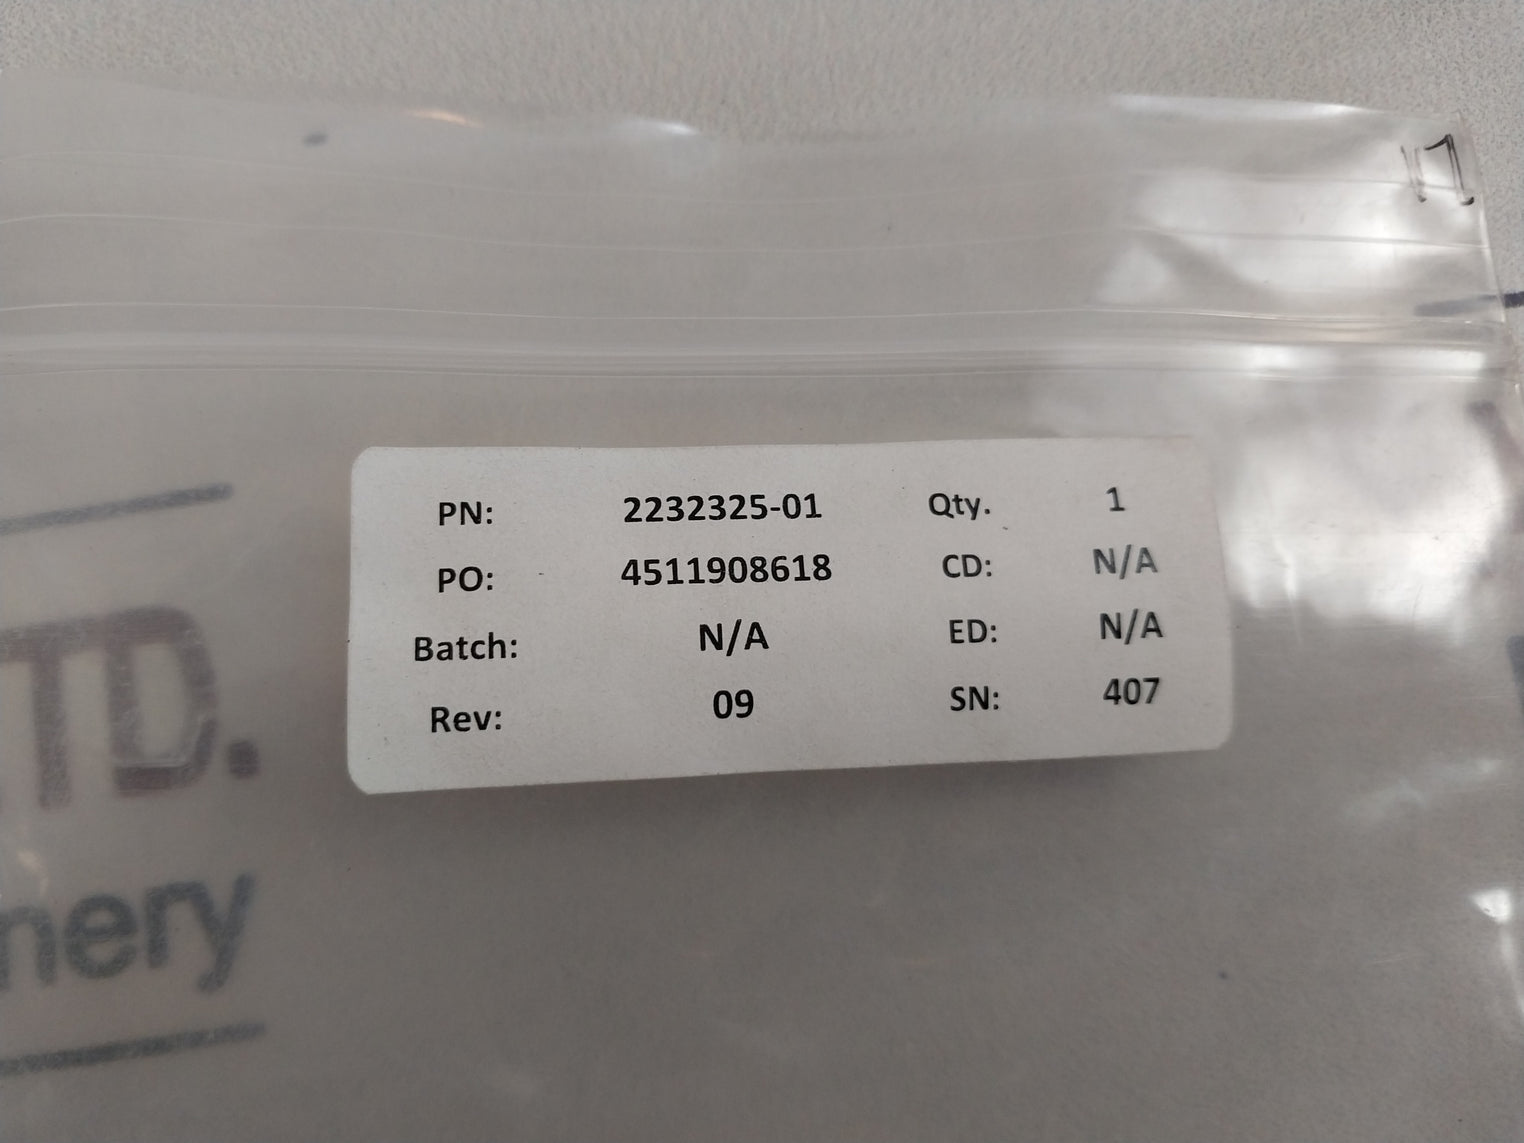 PN: 2232325-01 Qty. 1
PO: 4511908618 CD: N/A
Batch: N/A ED: N/A
Rev: 09 SN: 407
TD.
nery